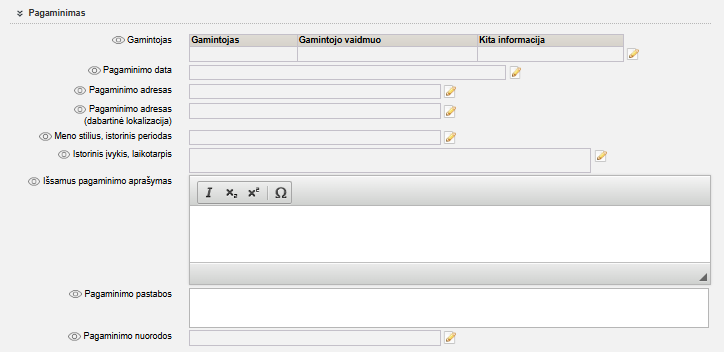 Pagaminimas
Gamintojas
Gamintojas Gamintojo vaidmuo Kita informacija
Pagaminimo data
Pagaminimo adresas
Pagaminimo adresas
(dabartinė lokalizacija)
Meno stilius, istorinis periodas
Istorinis įvykis, laikotarpis
Išsamus pagaminimo aprašymas
I x₂ x² Ω
Pagaminimo pastabos
Pagaminimo nuorodos